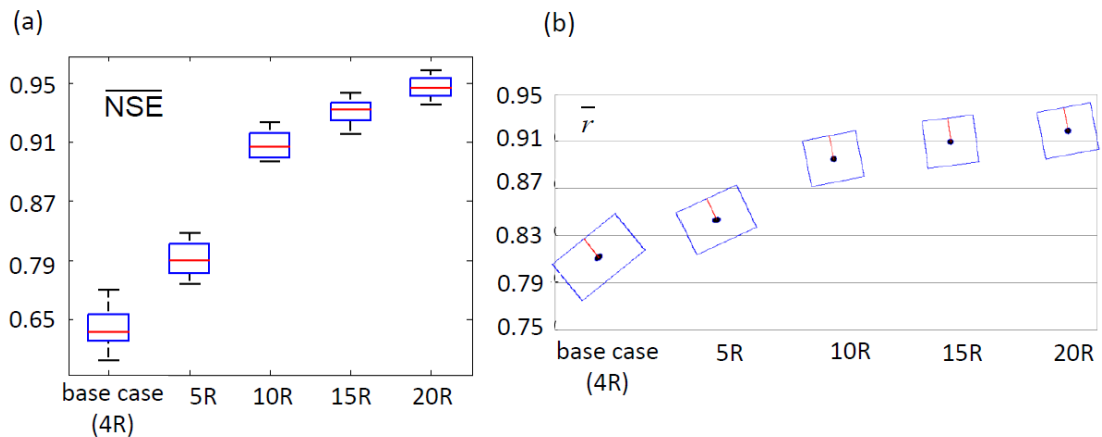 (a)
NSE
0.95
0.91
0.87
0.79
0.65
base case
(4R)
5R
10R
15R
20R
(b)
r
0.95
0.91
0.87
0.83
0.79
0.75
base case
(4R)
5R
10R
15R
20R